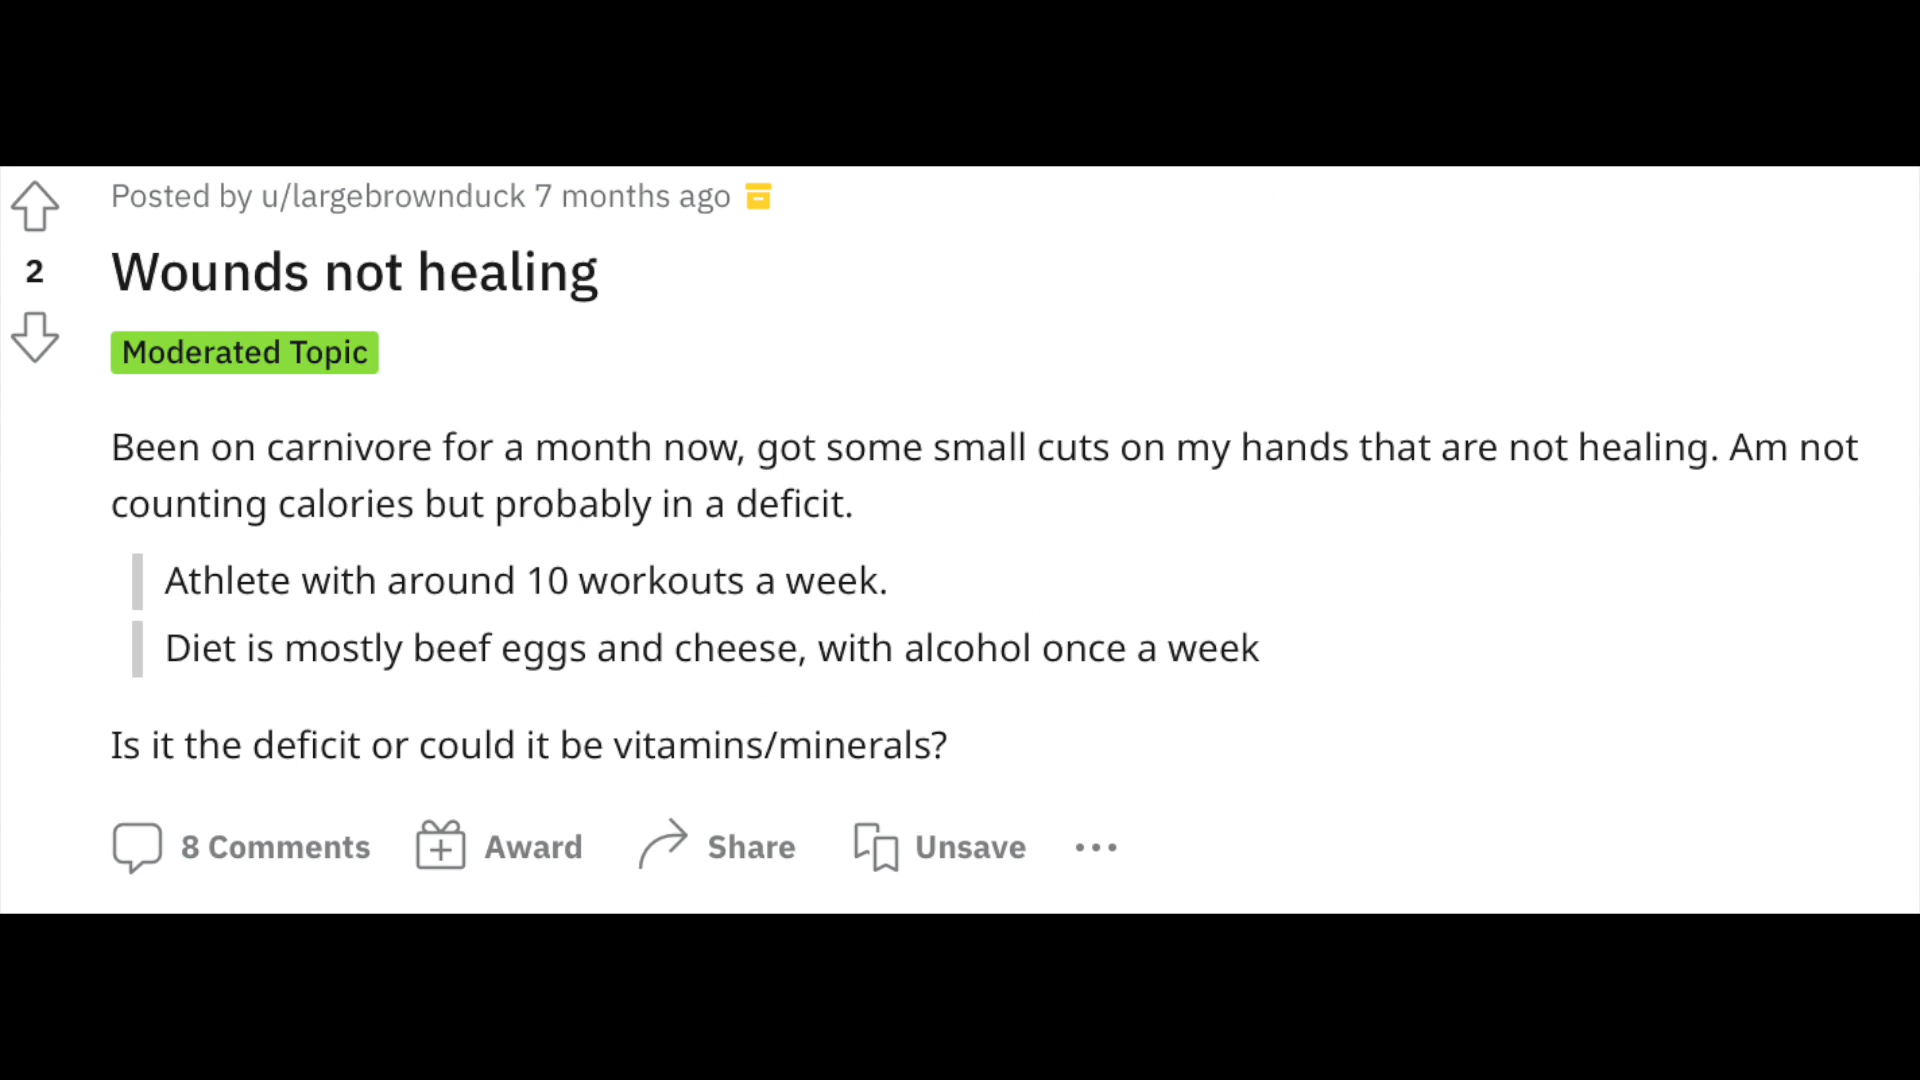 Posted by u/largebrownduck 7 months ago
2
Wounds not healing
Moderated Topic
Been on carnivore for a month now, got some small cuts on my hands that are not healing. Am not
counting calories but probably in a deficit.
Athlete with around 10 workouts a week.
Diet is mostly beef eggs and cheese, with alcohol once a week
Is it the deficit or could it be vitamins/minerals?
8 Comments Award Share Unsave •••